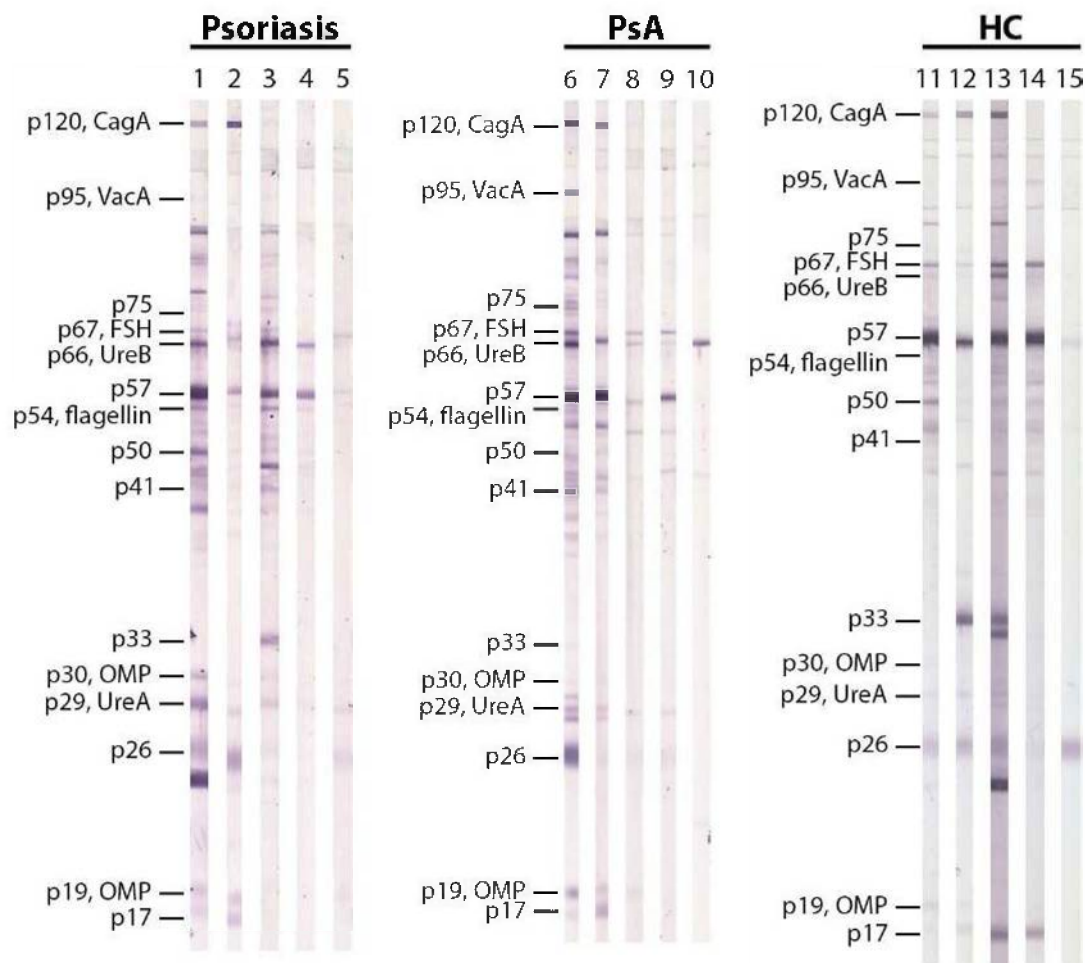 Psoriasis
1 2 3 4 5
p120, CagA
p95, VacA
p75
p67, FSH
p66, UreB
p57
p54, flagellin
p50
p41
p33
p30, OMP
p29, UreA
p26
p19, OMP
p17
PsA
6 7 8 9 10
p120, CagA
p95, VacA
p75
p67, FSH
p66, UreB
p57
p54, flagellin
p50
p41
p33
p30, OMP
p29, UreA
p26
p19, OMP
p17
HC
11 12 13 14 15
p120, CagA
p95, VacA
p75
p67, FSH
p66, UreB
p57
p54, flagellin
p50
p41
p33
p30, OMP
p29, UreA
p26
p19, OMP
p17